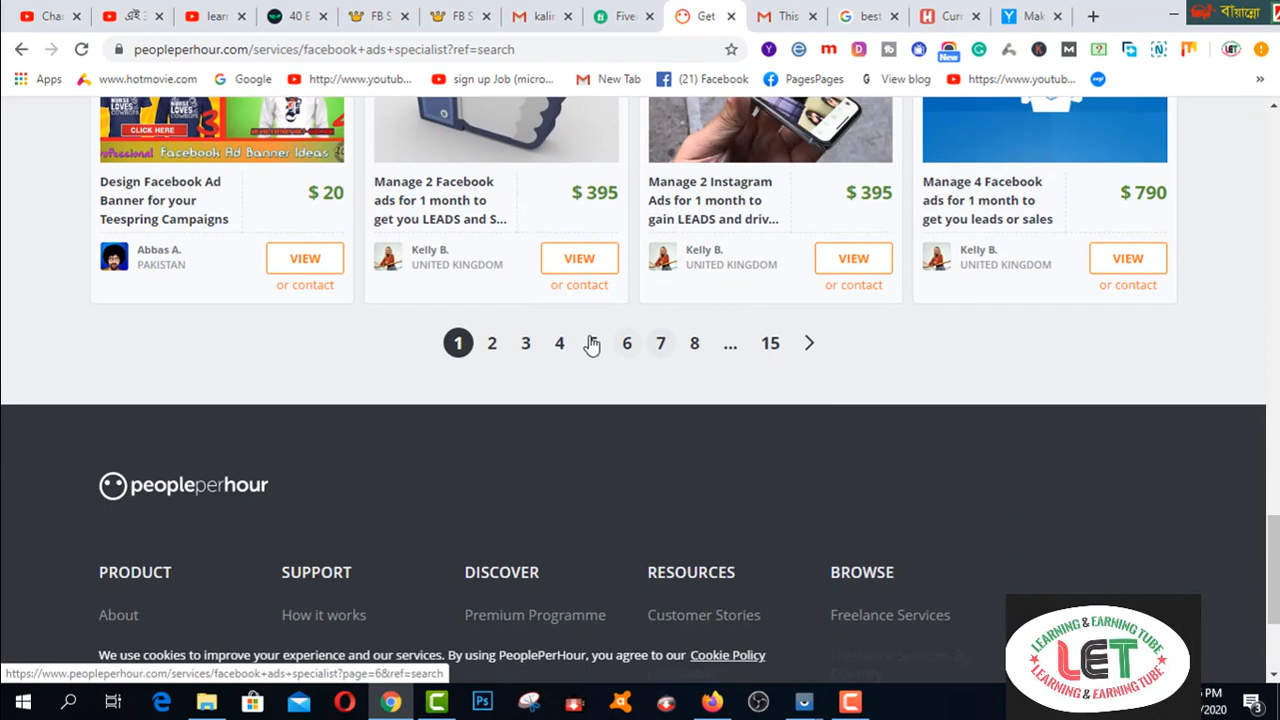 Cha
এই
learn
40 E
FB S
FB S
Five
Get
This
best
Curr
Mak
বায়ান্নো
peopleperhour.com/services/facebook+ads+specialist?ref=search
New
LET
Apps
www.hotmovie.com
Google
http://www.youtub...
sign up Job (micro...
New Tab
(21) Facebook
PagesPages
View blog
https://www.youtub...
NURSE LOVES COWBOYS
CLICK HERE
Facebook Ad Banner Ideas
Design Facebook Ad
Banner for your
Teespring Campaigns
$ 20
Abbas A.
PAKISTAN
VIEW
or contact
Manage 2 Facebook
ads for 1 month to
get you LEADS and S...
$ 395
Kelly B.
UNITED KINGDOM
VIEW
or contact
Manage 2 Instagram
Ads for 1 month to
gain LEADS and driv...
$ 395
Kelly B.
UNITED KINGDOM
VIEW
or contact
Manage 4 Facebook
ads for 1 month to
get you leads or sales
$ 790
Kelly B.
UNITED KINGDOM
VIEW
or contact
1 2 3 4 6 7 8 ... 15
peopleperhour
PRODUCT SUPPORT DISCOVER RESOURCES BROWSE
About How it works Premium Programme Customer Stories Freelance Services
We use cookies to improve your experience and our services. By using PeoplePerHour, you agree to our Cookie Policy
https://www.peopleperhour.com/services/facebook+ads+specialist?page=6&ref=search
LEARNING & EARNING TUBE
LET
LEARNING & EARNING TUBE
PM
/2020
3